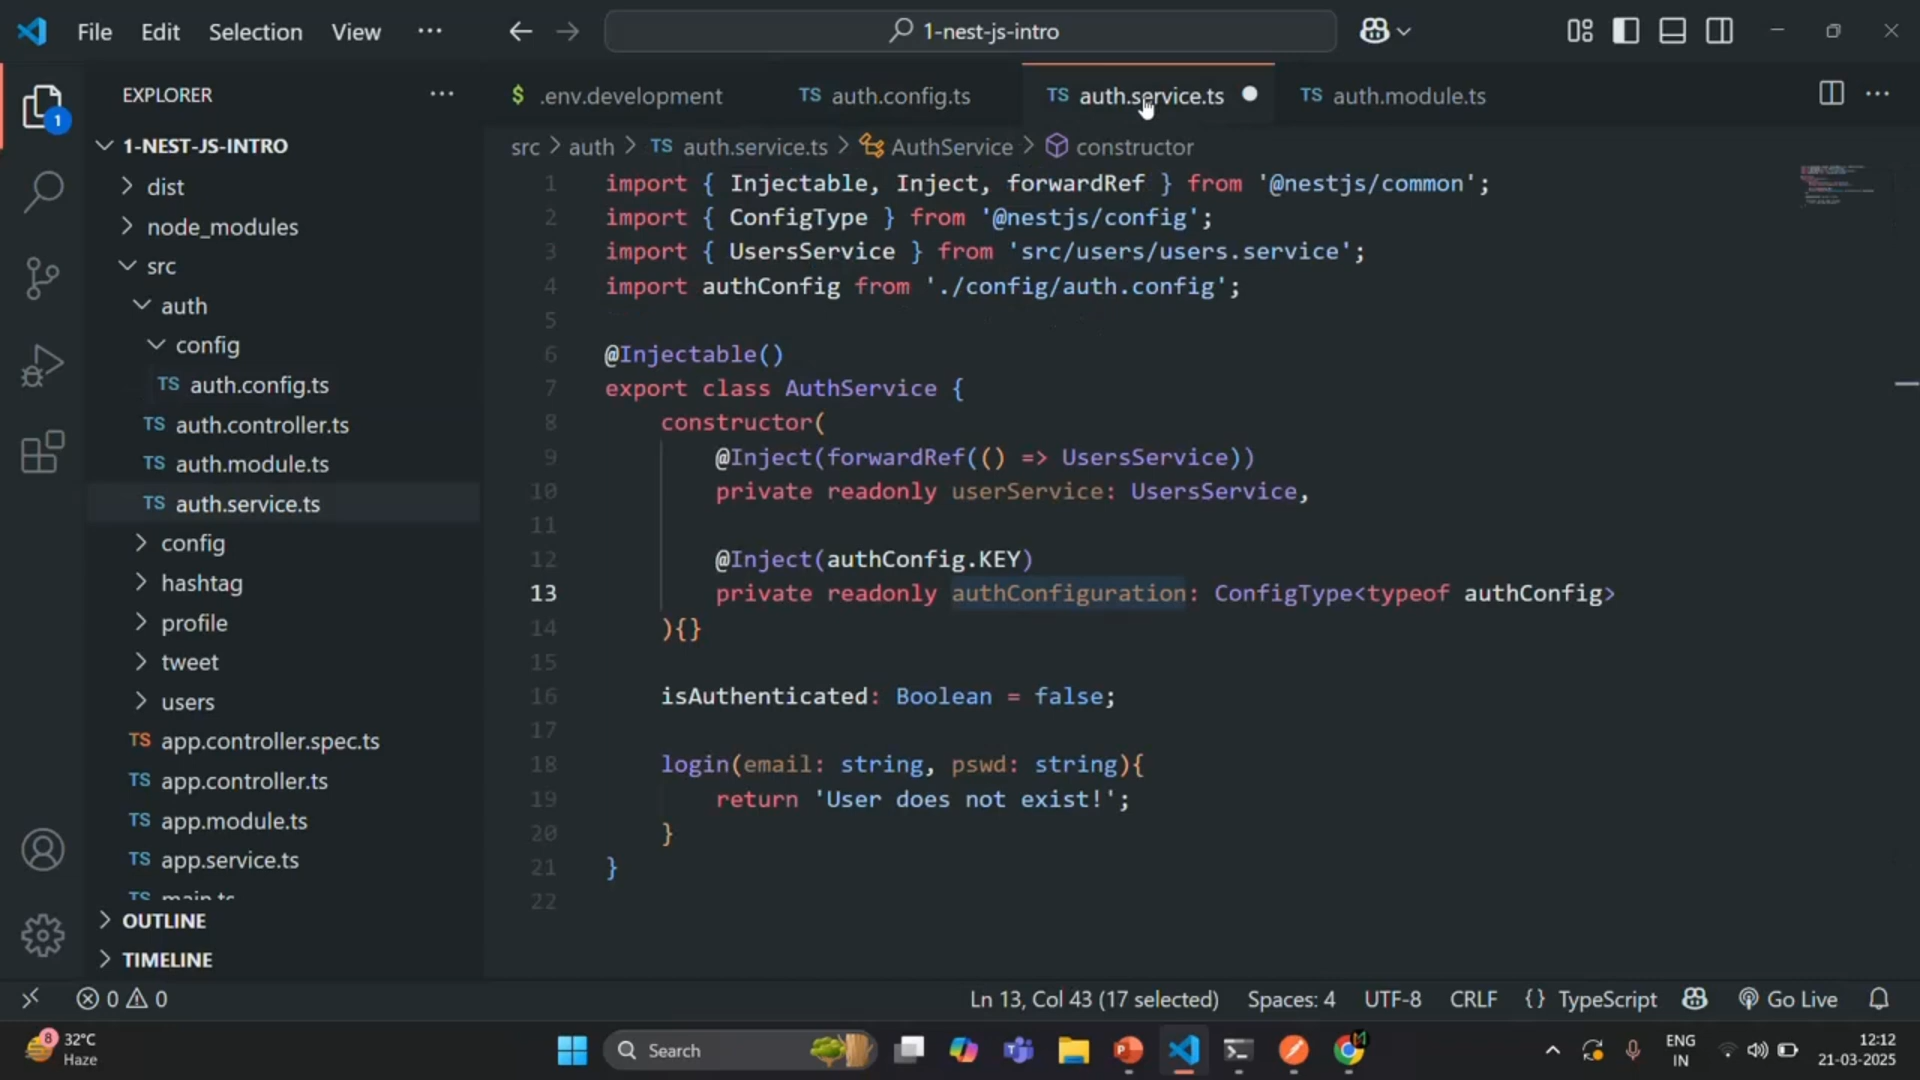 File Edit Selection View ··· 1-nest-js-intro
EXPLORER ···
1
1-NEST-JS-INTRO
dist
node_modules
src
auth
config
TS auth.config.ts
TS auth.controller.ts
TS auth.module.ts
TS auth.service.ts
config
hashtag
profile
tweet
users
TS app.controller.spec.ts
TS app.controller.ts
TS app.module.ts
TS app.service.ts
TS main.ts
OUTLINE
TIMELINE
$ .env.development TS auth.config.ts TS auth.service.ts TS auth.module.ts ···
src > auth > TS auth.service.ts > AuthService > constructor
1 import { Injectable, Inject, forwardRef } from '@nestjs/common';
2 import { ConfigType } from '@nestjs/config';
3 import { UsersService } from 'src/users/users.service';
4 import authConfig from './config/auth.config';
5
6 @Injectable()
7 export class AuthService {
8 constructor(
9 @Inject(forwardRef(() => UsersService))
10 private readonly userService: UsersService,
11
12 @Inject(authConfig.KEY)
13 private readonly authConfiguration: ConfigType<typeof authConfig>
14 ){}
15
16 isAuthenticated: Boolean = false;
17
18 login(email: string, pswd: string){
19 return 'User does not exist!';
20 }
21 }
22
0 0 Ln 13, Col 43 (17 selected) Spaces: 4 UTF-8 CRLF {} TypeScript Go Live
8 32°C
Haze
Search
ENG
IN
12:12
21-03-2025